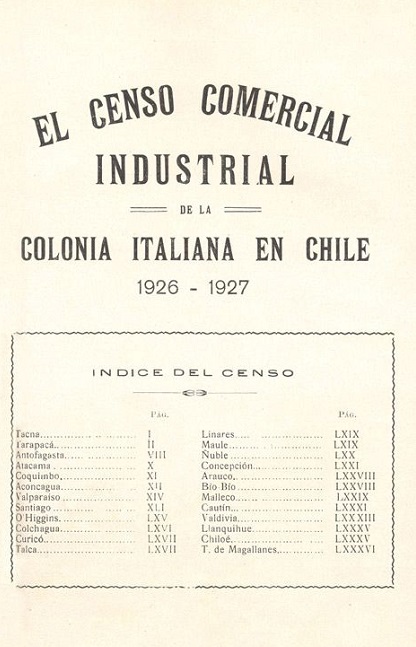 EL CENSO COMERCIAL
INDUSTRIAL
DE LA
COLONIA ITALIANA EN CHILE
1926 - 1927
INDICE DEL CENSO
PÁG.
Tacna I
Tarapacá II
Antofagasta VIII
Atacama X
Coquimbo, XI
Aconcagua XII
Valparaiso XIV
Santiago XLI
O'Higgins. LXV
Colchagua LXVI
Curicó LXVII
Talca LXVII
PÁG.
Linares LXIX
Maule LXIX
Ñuble LXX
Concepción LXXI
Arauco, LXXVIII
Bío Bío LXXVIII
Malleco LXXIX
Cautín LXXXI
Valdivia LXXXIII
Llanquihue LXXXV
Chiloé LXXXV
T. de Magallanes, LXXXVI